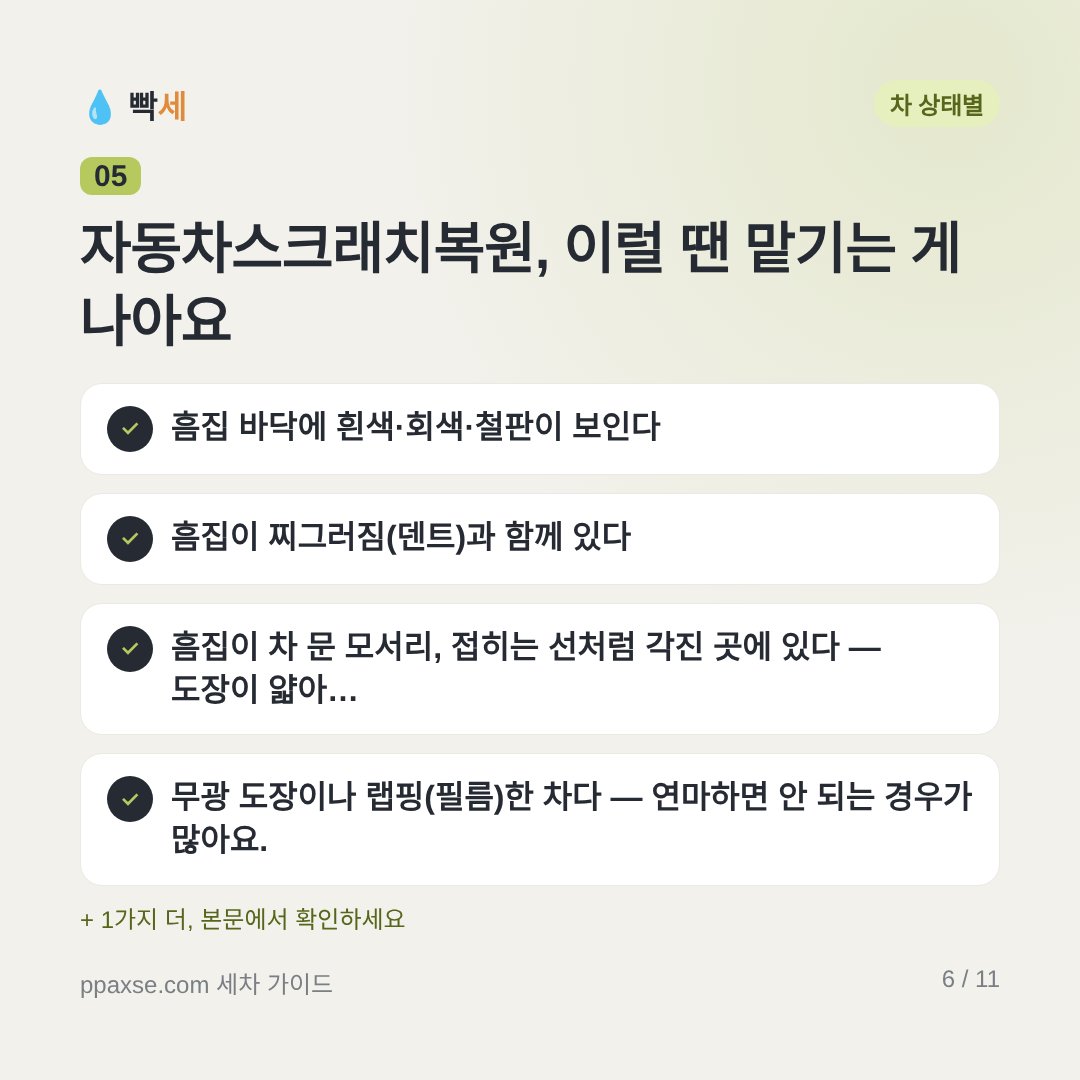 빡세
차 상태별
05
자동차스크래치복원, 이럴 땐 맡기는 게
나아요
흠집 바닥에 흰색·회색·철판이 보인다
흠집이 찌그러짐(덴트)과 함께 있다
흠집이 차 문 모서리, 접히는 선처럼 각진 곳에 있다 —
도장이 얇아…
무광 도장이나 랩핑(필름)한 차다 — 연마하면 안 되는 경우가
많아요.
+ 1가지 더, 본문에서 확인하세요
ppaxse.com 세차 가이드
6 / 11